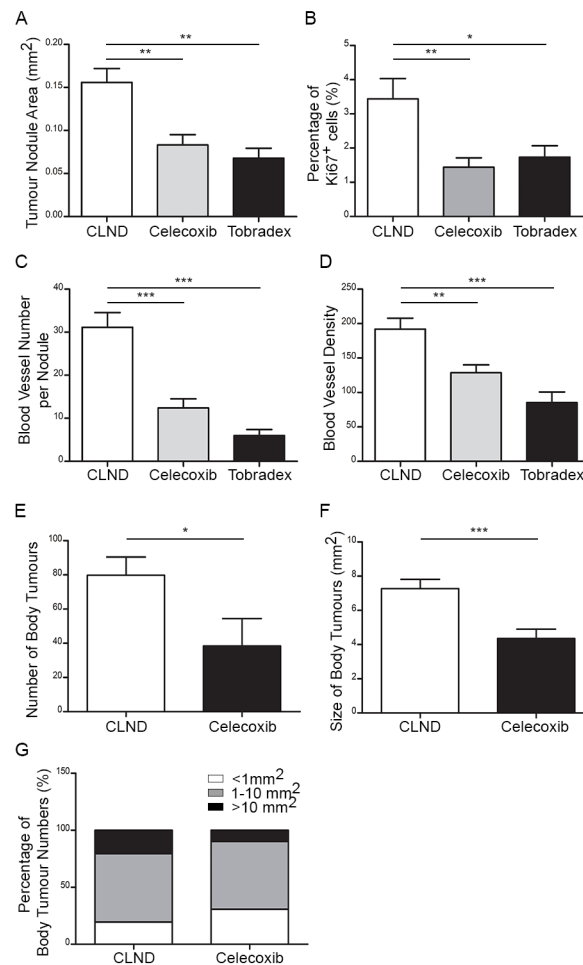 A
Tumour Nodule Area (mm2)
0.20
0.15
0.10
0.05
0.00
**
**
CLND Celecoxib Tobradex
B
Percentage of
Ki67+ cells (%)
5
4
3
2
1
0
*
**
CLND Celecoxib Tobradex
C
Blood Vessel Number
per Nodule
40
30
20
10
0
***
***
CLND Celecoxib Tobradex
D
Blood Vessel Density
250
200
150
100
50
0
***
**
CLND Celecoxib Tobradex
E
Number of Body Tumours
100
80
60
40
20
0
*
CLND Celecoxib
F
Size of Body Tumours (mm2)
10
8
6
4
2
0
***
CLND Celecoxib
G
Percentage of
Body Tumour Numbers (%)
150
100
50
0
<1mm2
1-10 mm2
>10 mm2
CLND Celecoxib